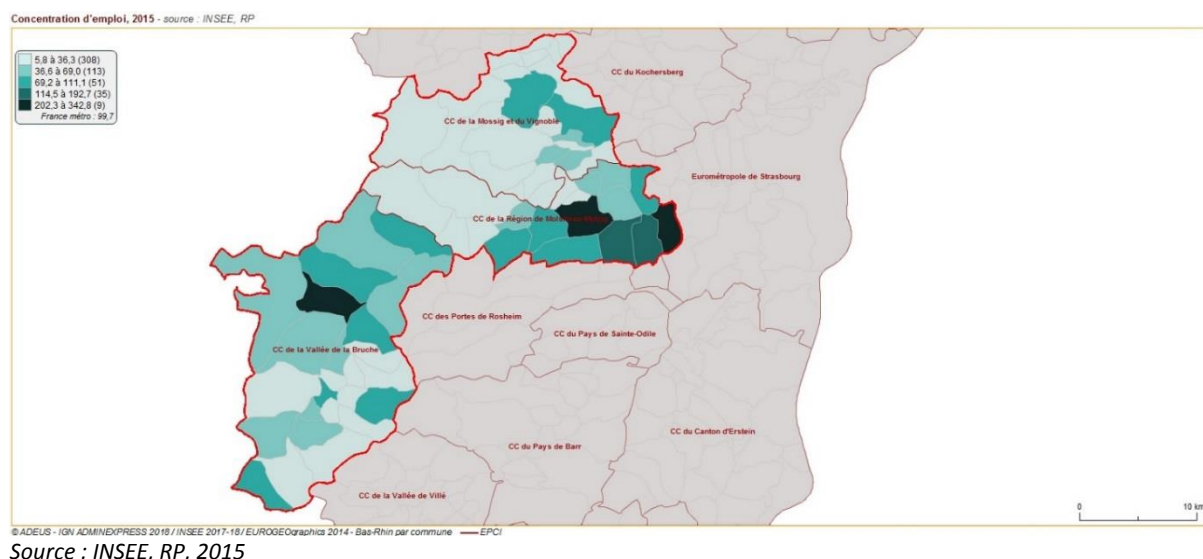 Concentration d'emploi, 2015 - source : INSEE, RP
5,8 à 36,3 (308)
36,6 à 69,0 (113)
69,2 à 111,1 (51)
114,5 à 192,7 (35)
202,3 à 342,8 (9)
France métro : 99,7
CC du Kochersberg
CC de la Mossig et du Vignoble
Eurométropole de Strasbourg
CC de la Région de
CC des Portes de Rosheim
CC du Pays de Sainte-Odile
CC de la Vallée de la Bruche
CC du Canton d'Erstein
CC du Pays de Barr
CC de la Vallée de Villé
0 10 km
© ADEUS - IGN ADMINEXPRESS 2018 / INSEE 2017-18 / EUROGEOgraphics 2014 - Bas-Rhin par commune EPCI
Source : INSEE, RP, 2015